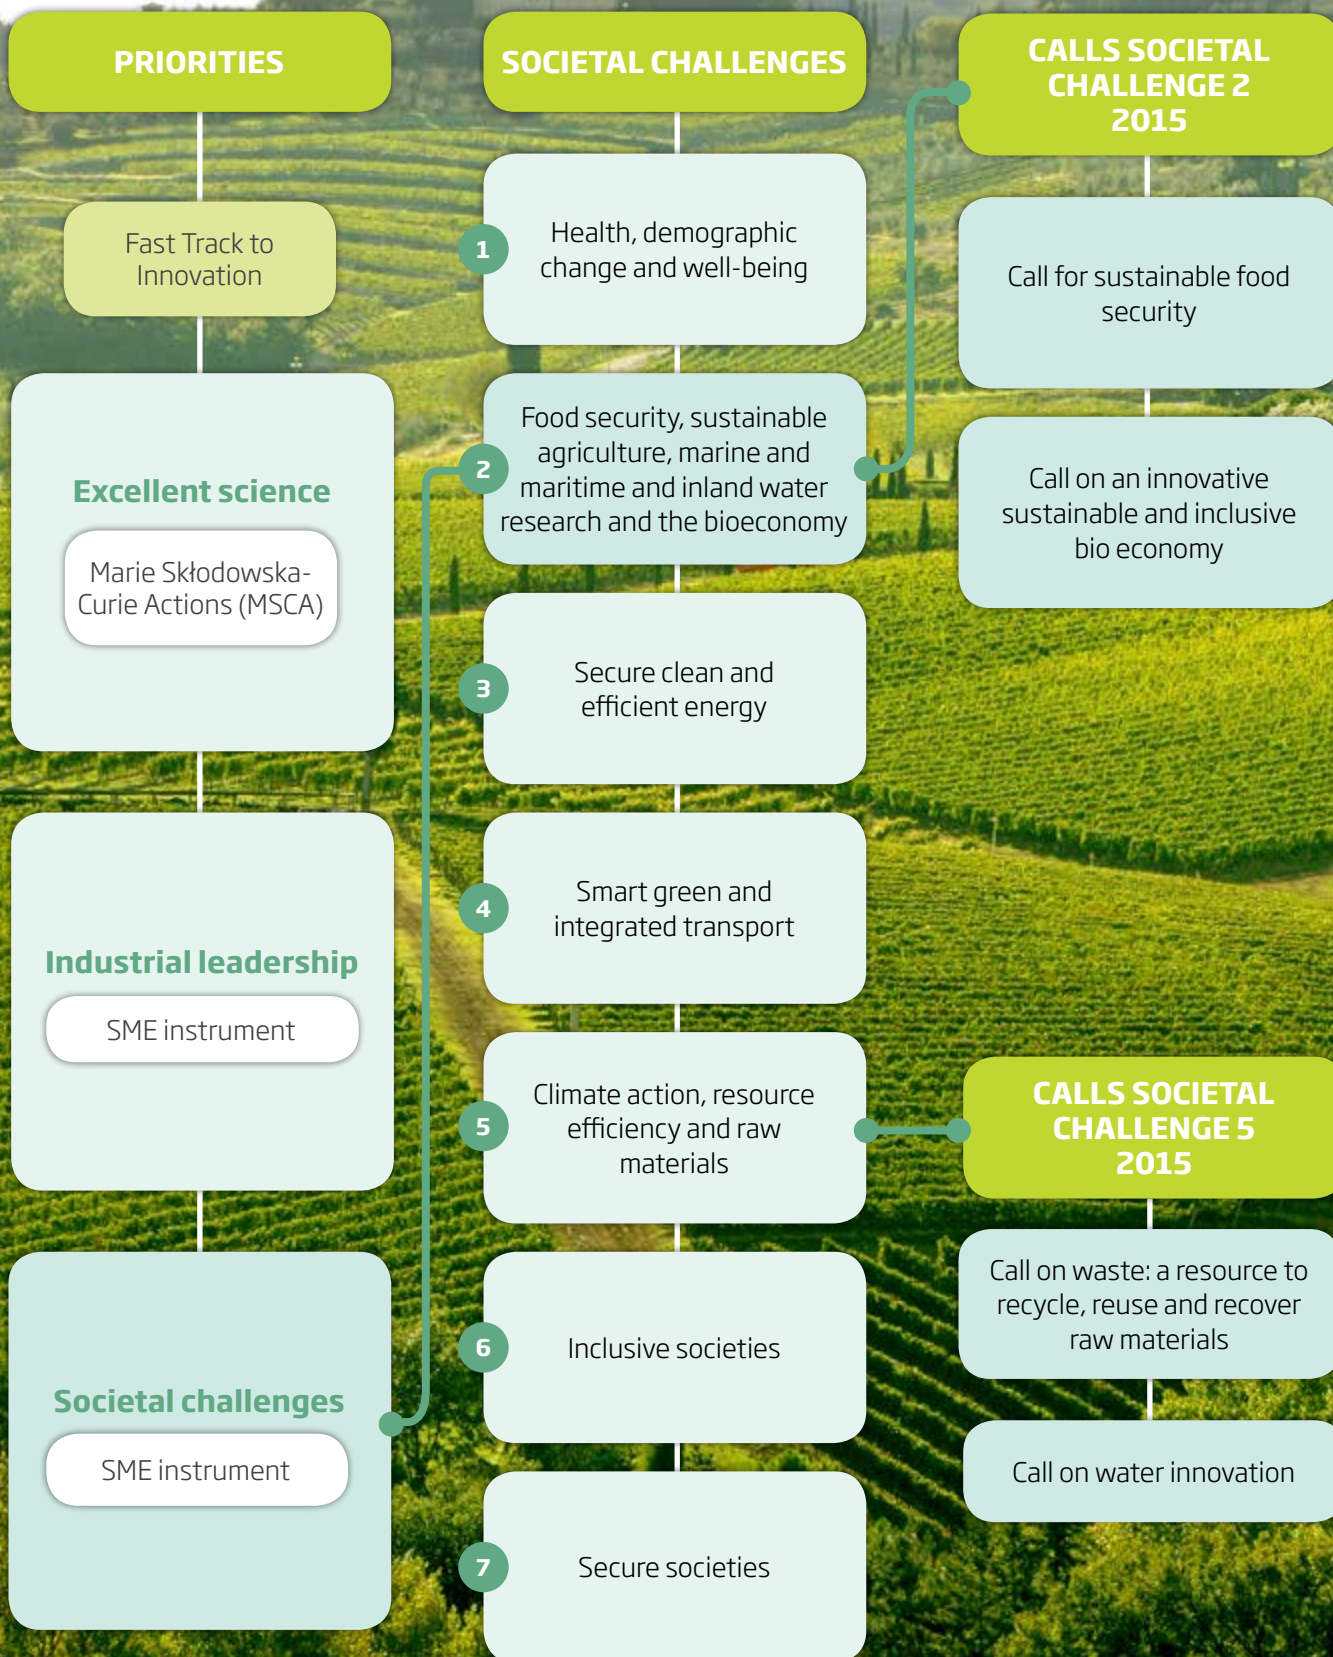 PRIORITIES
Fast Track to
Innovation
Excellent science
Marie Skłodowska-
Curie Actions (MSCA)
Industrial leadership
SME instrument
Societal challenges
SME instrument
SOCIETAL CHALLENGES
1
Health, demographic
change and well-being
2
Food security, sustainable
agriculture, marine and
maritime and inland water
research and the bioeconomy
3
Secure clean and
efficient energy
4
Smart green and
integrated transport
5
Climate action, resource
efficiency and raw
materials
6
Inclusive societies
7
Secure societies
CALLS SOCIETAL
CHALLENGE 2
2015
Call for sustainable food
security
Call on an innovative
sustainable and inclusive
bio economy
CALLS SOCIETAL
CHALLENGE 5
2015
Call on waste: a resource to
recycle, reuse and recover
raw materials
Call on water innovation